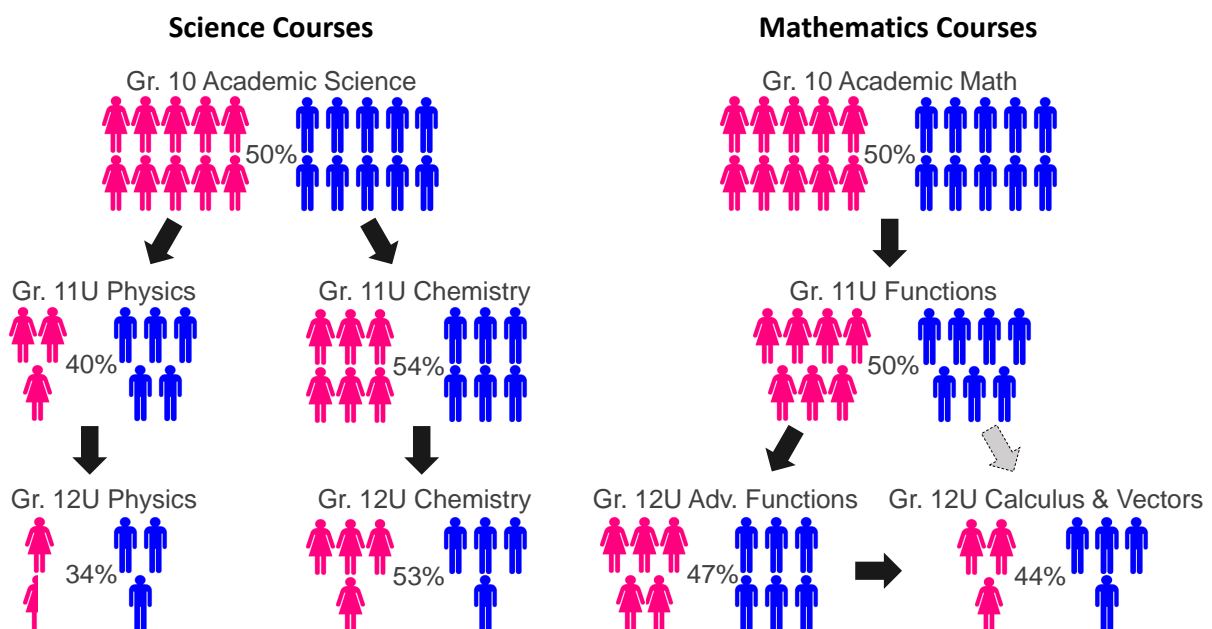 Science Courses
Mathematics Courses
Gr. 10 Academic Science
50%
Gr. 10 Academic Math
50%
Gr. 11U Physics
40%
Gr. 11U Chemistry
54%
Gr. 11U Functions
50%
Gr. 12U Physics
34%
Gr. 12U Chemistry
53%
Gr. 12U Adv. Functions
47%
Gr. 12U Calculus & Vectors
44%